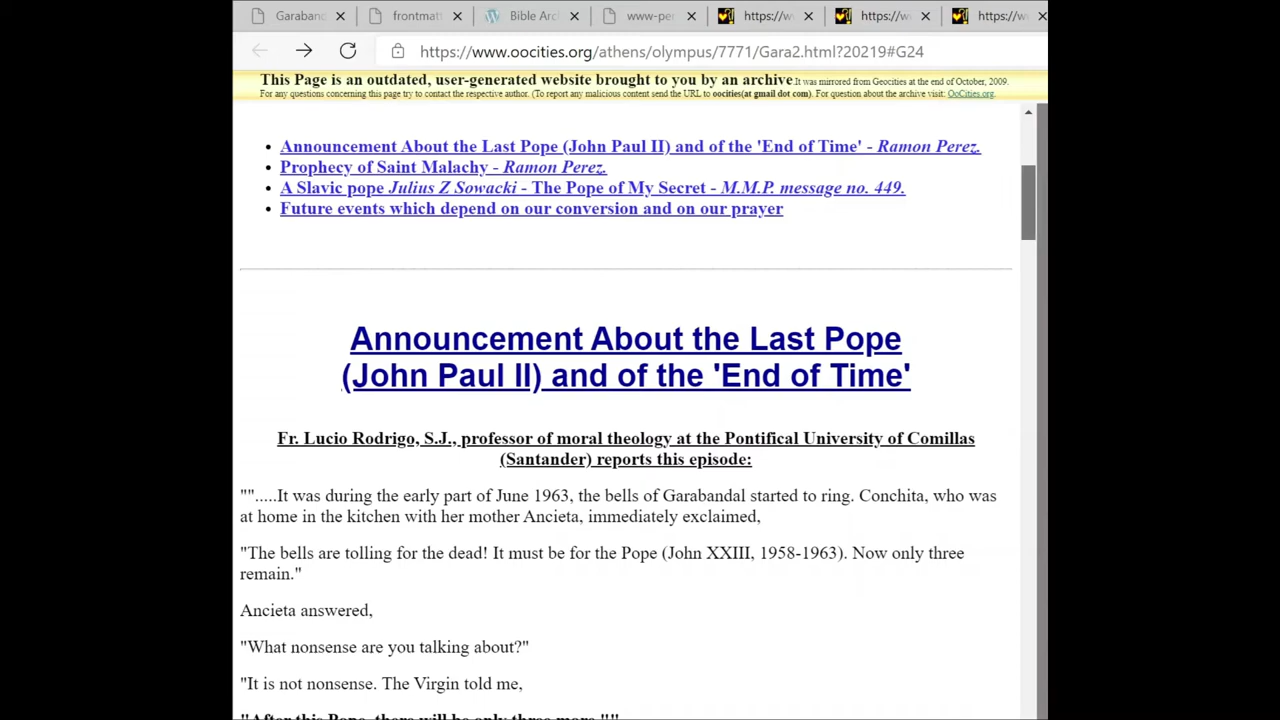 Garaband
frontmatt
Bible Arc
www-per
https://w
https://w
https://w
https://www.oocities.org/athens/olympus/7771/Gara2.html?20219#G24
This Page is an outdated, user-generated website brought to you by an archive.It was mirrored from Geocities at the end of October, 2009.
For any questions concerning this page try to contact the respective author. (To report any malicious content send the URL to oocities(at gmail dot com). For question about the archive visit: OoCities.org.
• Announcement About the Last Pope (John Paul II) and of the 'End of Time' - Ramon Perez.
• Prophecy of Saint Malachy - Ramon Perez.
• A Slavic pope Julius Z Sowacki - The Pope of My Secret - M.M.P. message no. 449.
• Future events which depend on our conversion and on our prayer
Announcement About the Last Pope
(John Paul II) and of the 'End of Time'
Fr. Lucio Rodrigo, S.J., professor of moral theology at the Pontifical University of Comillas
(Santander) reports this episode:
"".....It was during the early part of June 1963, the bells of Garabandal started to ring. Conchita, who was
at home in the kitchen with her mother Ancieta, immediately exclaimed,
"The bells are tolling for the dead! It must be for the Pope (John XXIII, 1958-1963). Now only three
remain."
Ancieta answered,
"What nonsense are you talking about?"
"It is not nonsense. The Virgin told me,
"After this Pope, there will be only three more.""